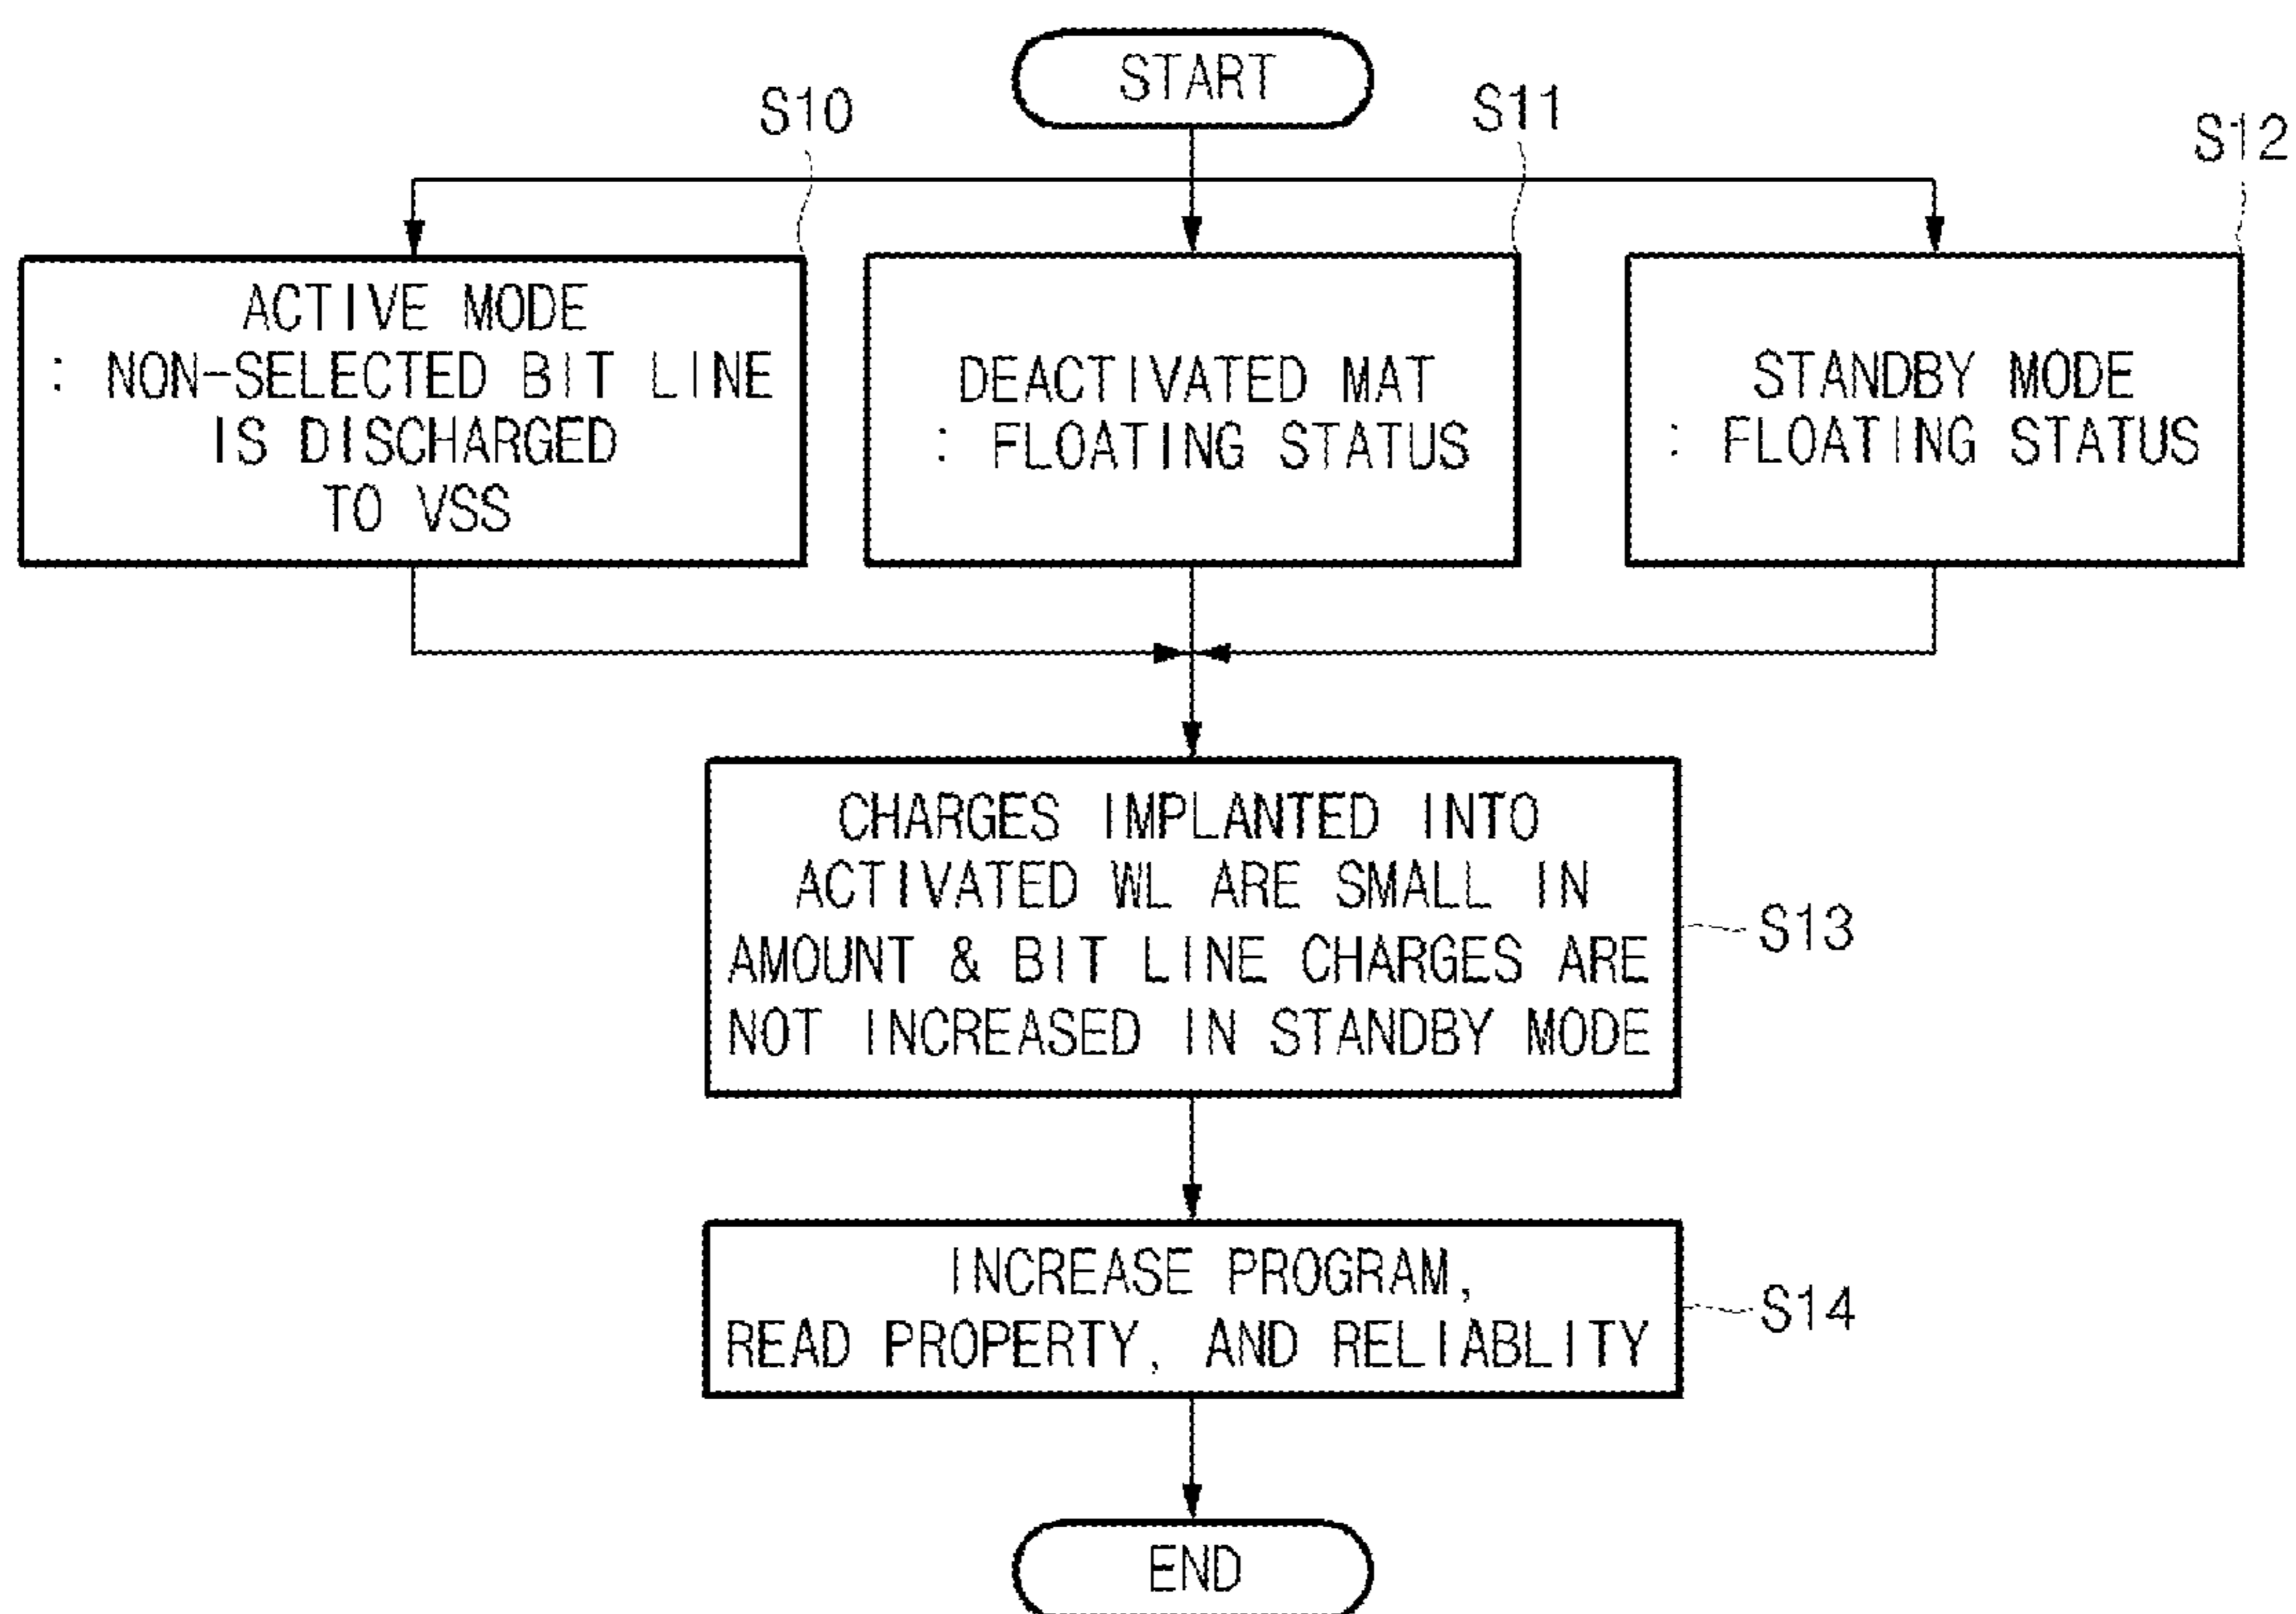 START
S10
S11
S12
ACTIVE MODE
: NON-SELECTED BIT LINE
IS DISCHARGED
TO VSS
DEACTIVATED MAT
: FLOATING STATUS
STANDBY MODE
: FLOATING STATUS
CHARGES IMPLANTED INTO
ACTIVATED WL ARE SMALL IN
AMOUNT & BIT LINE CHARGES ARE
NOT INCREASED IN STANDBY MODE
S13
INCREASE PROGRAM,
READ PROPERTY, AND RELIABLITY
S14
END